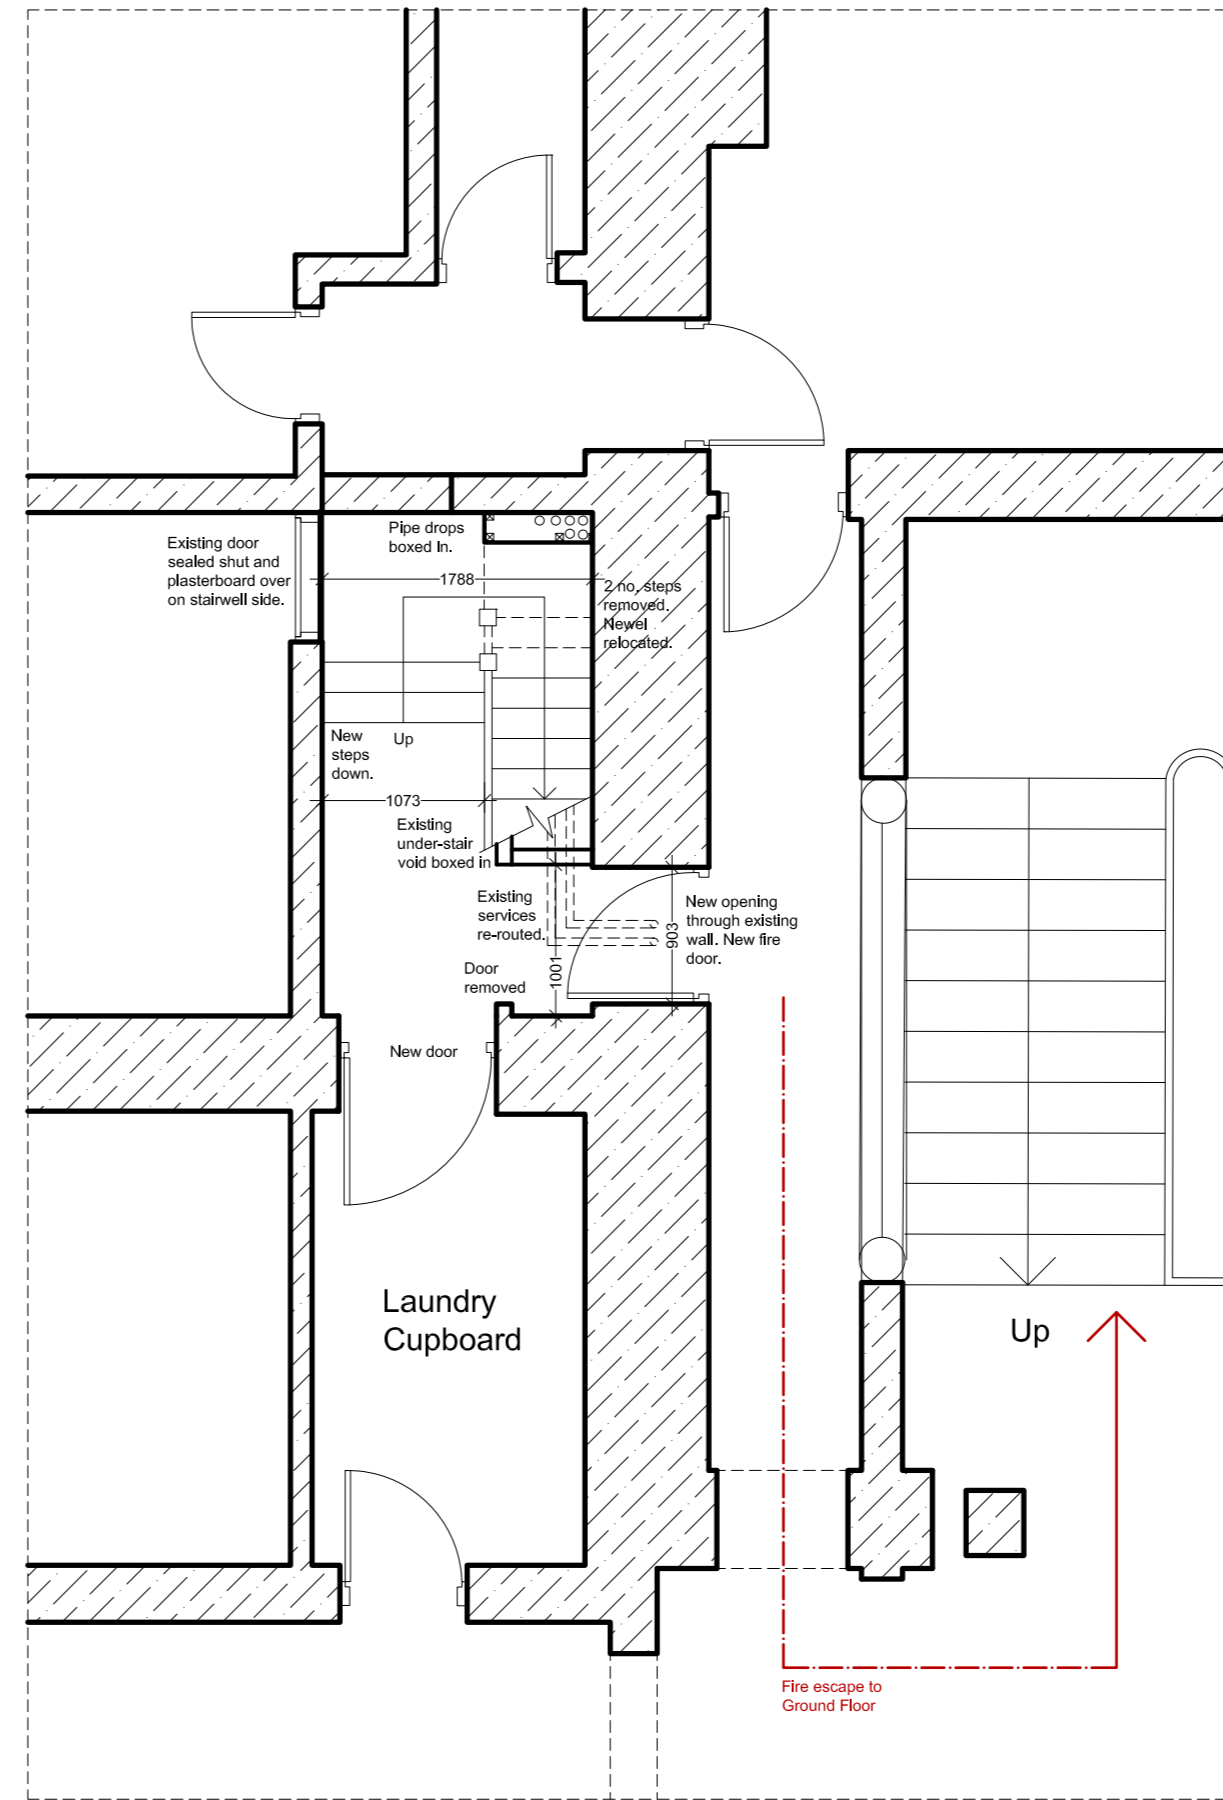 Pipe drops
boxed In.
Existing door
sealed shut and
plasterboard over
on stairwell side.
1788
2 no. steps
removed.
Newel
relocated.
New
steps
down.
Up
1073
Existing
under-stair
void boxed in
Existing
services
re-routed.
New opening
through existing
wall. New fire
door.
903
1001
Door
removed
New door
Laundry
Cupboard
Up
Fire escape to
Ground Floor